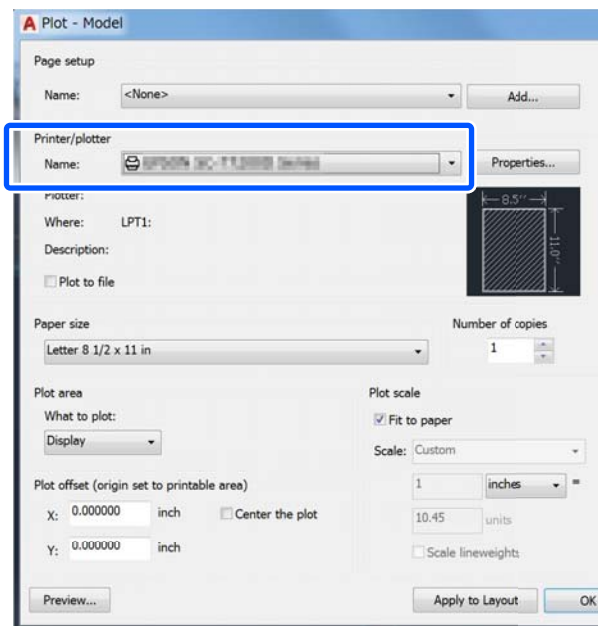 Plot - Model
Page setup
Name: <None> Add...
Printer/plotter
Name: Properties...
Plotter:
8.5''
Where: LPT1:
11.0''
Description:
Plot to file
Paper size Number of copies
Letter 8 1/2 x 11 in 1
Plot area Plot scale
What to plot: Fit to paper
Display Scale: Custom
Plot offset (origin set to printable area) 1 inches =
X: 0.000000 inch Center the plot 10.45 units
Y: 0.000000 inch Scale lineweights
Preview... Apply to Layout OK